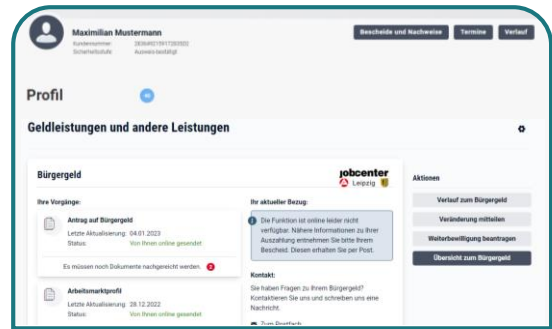 Maximilian Mustermann
Bescheide und Nachweise
Termine
Verlauf
Kundennummer:
Sicherheitsstufe: Ausweis bestätigt
Profil
Geldleistungen und andere Leistungen
Bürgergeld
jobcenter
Leipzig
Ihre Vorgänge:
Antrag auf Bürgergeld
Letzte Aktualisierung: 04.01.2023
Status: Von Ihnen online gesendet
Es müssen noch Dokumente nachgereicht werden. 2
Arbeitsmarktprofil
Letzte Aktualisierung: 28.12.2022
Status: Von Ihnen online gesendet
Ihr aktueller Bezug:
Die Funktion ist online leider nicht
verfügbar. Nähere Informationen zu Ihrer
Auszahlung entnehmen Sie bitte Ihrem
Bescheid. Diesen erhalten Sie per Post.
Kontakt:
Sie haben Fragen zu Ihrem Bürgergeld?
Kontaktieren Sie uns und schreiben uns eine
Nachricht.
Zum Postfach
Aktionen
Verlauf zum Bürgergeld
Veränderung mitteilen
Weiterbewilligung beantragen
Übersicht zum Bürgergeld